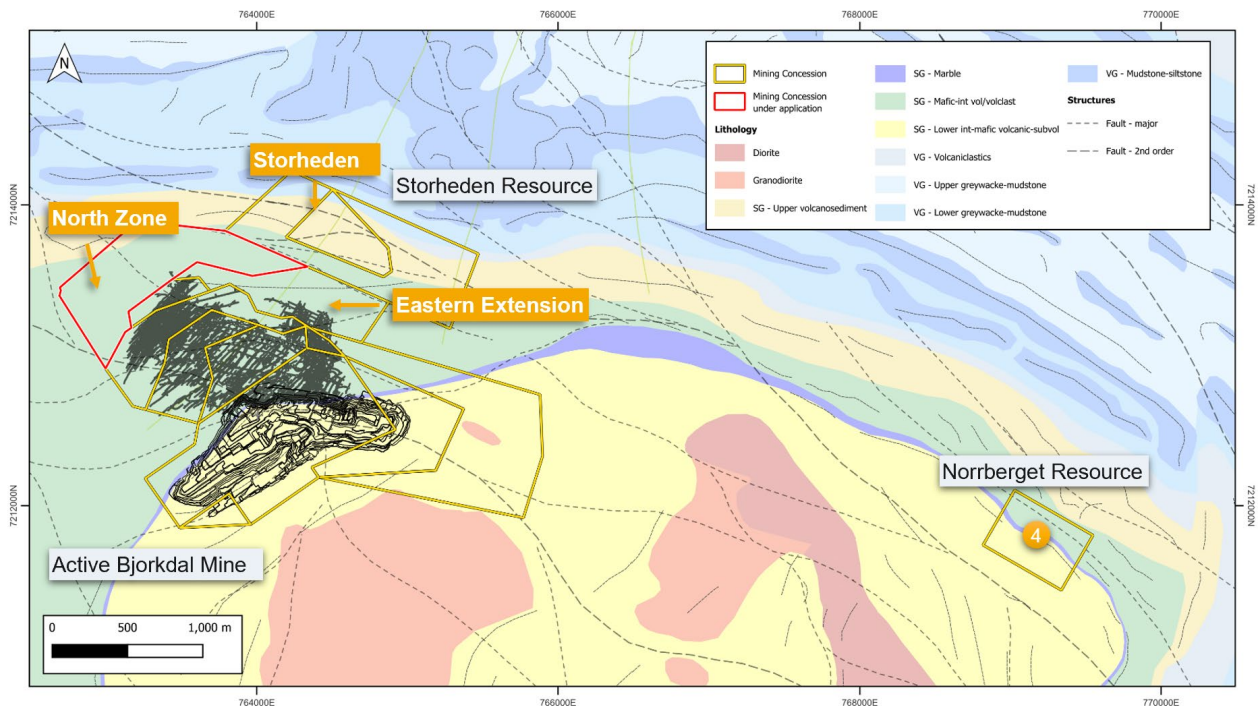 764000E
766000E
768000E
770000E
N
Mining Concession
Mining Concession
under application
Lithology
Diorite
Granodiorite
SG - Upper volcanosediment
SG - Marble
SG - Mafic-int vol/volclast
SG - Lower int-mafic volcanic-subvol
VG - Volcaniclastics
VG - Upper greywacke-mudstone
VG - Lower greywacke-mudstone
VG - Mudstone-siltstone
Structures
Fault - major
Fault - 2nd order
Storheden
Storheden Resource
7214000N
7214000N
North Zone
Eastern Extension
Norrberget Resource
7212000N
7212000N
4
Active Bjorkdal Mine
0 500 1,000 m
764000E
766000E
768000E
770000E